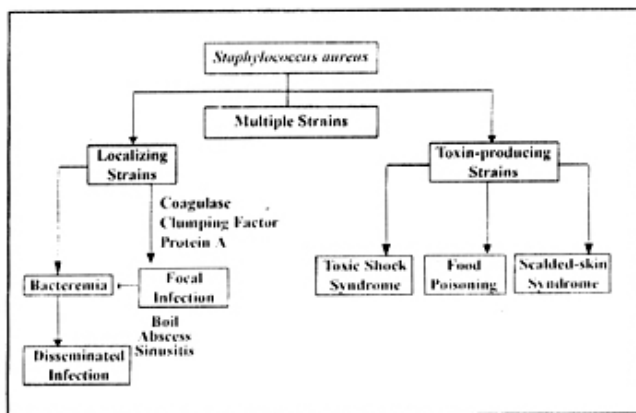 Staphylococcus aureus
Multiple Strains
Localizing
Strains
Toxin-producing
Strains
Coagulase
Clumping Factor
Protein A
Bacteremia
Focal
Infection
Boil
Abscess
Sinusitis
Disseminated
Infection
Toxic Shock
Syndrome
Food
Poisoning
Scalded-skin
Syndrome